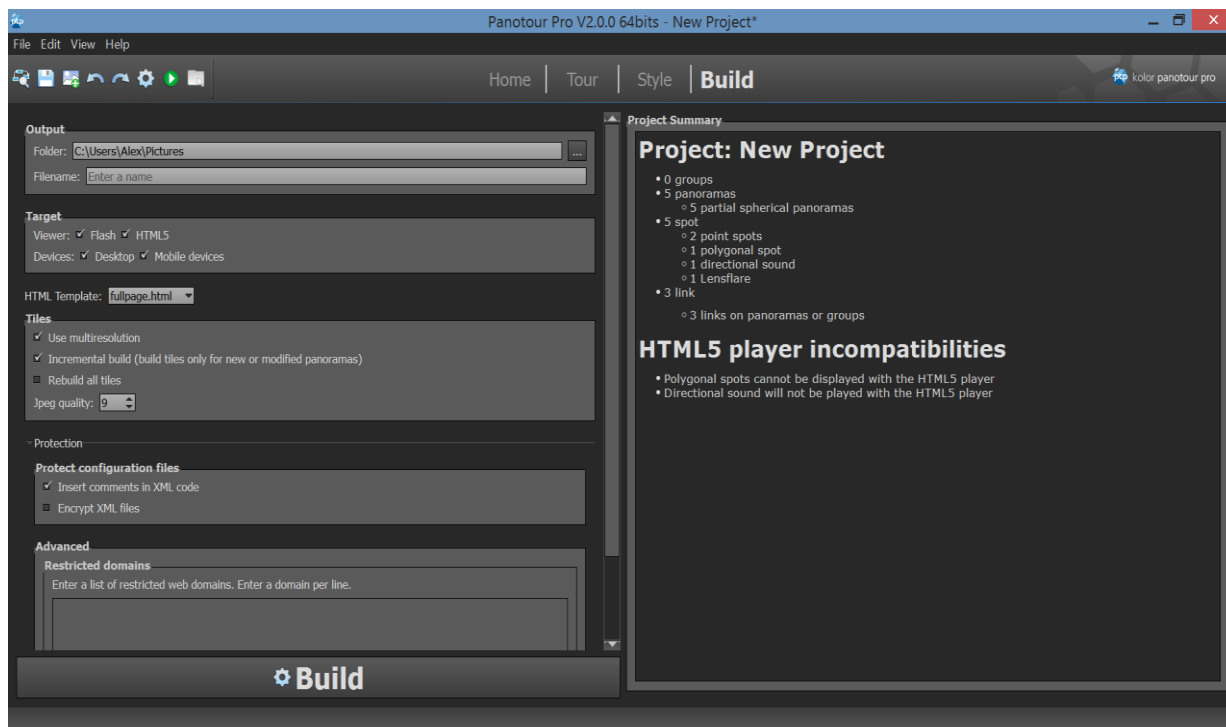 Panotour Pro V2.0.0 64bits - New Project*
File Edit View Help
Home Tour Style Build
kolor panotour pro
Output
Folder: C:\Users\Alex\Pictures ...
Filename: Enter a name
Target
Viewer: Flash HTML5
Devices: Desktop Mobile devices
HTML Template: fullpage.html
Tiles
Use multiresolution
Incremental build (build tiles only for new or modified panoramas)
Rebuild all tiles
Jpeg quality: 9
Protection
Protect configuration files
Insert comments in XML code
Encrypt XML files
Advanced
Restricted domains
Enter a list of restricted web domains. Enter a domain per line.
Build
Project Summary
Project: New Project
• 0 groups
• 5 panoramas
◦ 5 partial spherical panoramas
• 5 spot
◦ 2 point spots
◦ 1 polygonal spot
◦ 1 directional sound
◦ 1 Lensflare
• 3 link
◦ 3 links on panoramas or groups
HTML5 player incompatibilities
• Polygonal spots cannot be displayed with the HTML5 player
• Directional sound will not be played with the HTML5 player